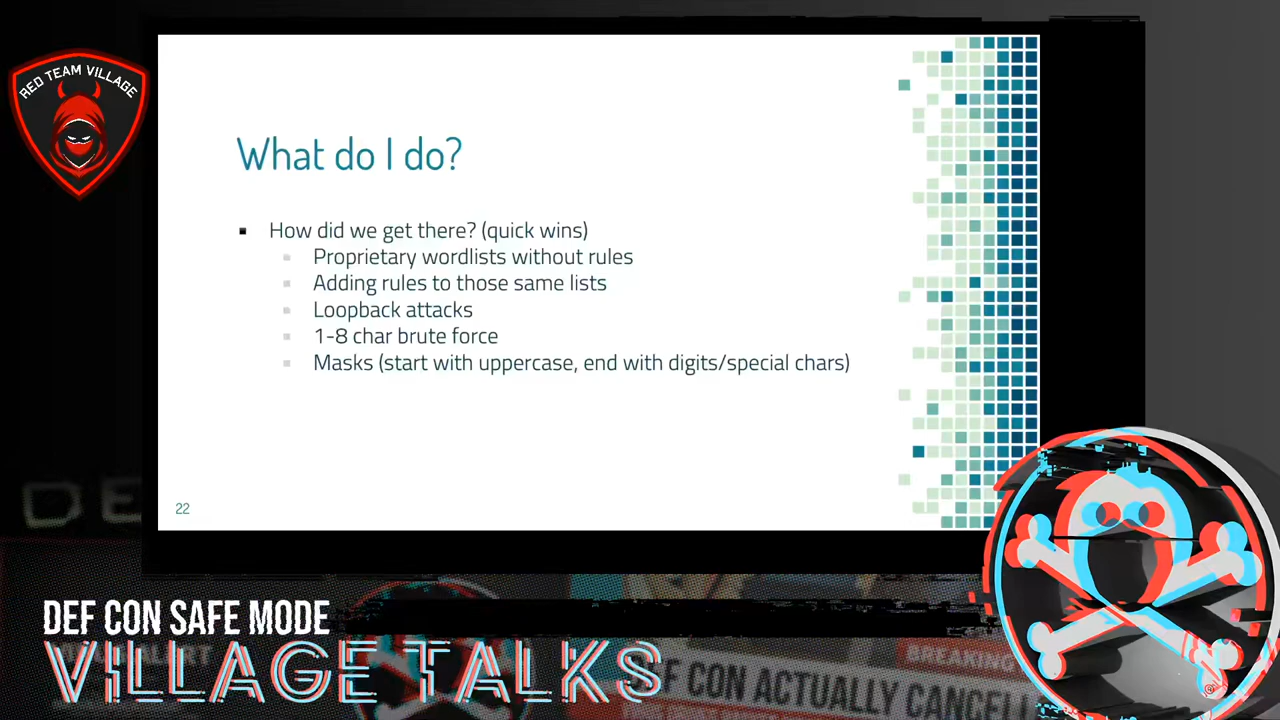 RED TEAM VILLAGE
What do I do?
How did we get there? (quick wins)
Proprietary wordlists without rules
Adding rules to those same lists
Loopback attacks
1-8 char brute force
Masks (start with uppercase, end with digits/special chars)
22
DEF CON SAFE MODE
VILLAGE TALKS
BREAKING
DEF CON ACTUALLY CANCELL